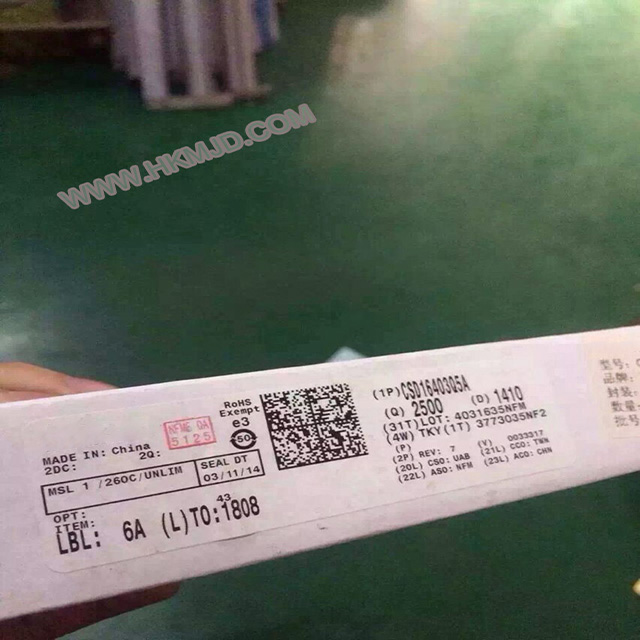 WWW.HKMJD.COM
MADE IN: China
2DC: 2Q:
NFME QA
5125
RoHS
Exempt
e3
50
MSL 1 /260C/UNLIM
SEAL DT
03/11/14
OPT:
ITEM: 43
LBL: 6A (L)TO:1808
(1P)CSD16403Q5A
(Q) 2500 (D) 1410
(31T)LOT: 4031635NFM
(4W) TKY(1T) 3773035NF2
(P)
(2P) REV: 7 (V) 0033317
(20L) CSO: UAB (21L) CCO: TWN
(22L) ASO: NFM (23L) ACO: CHN
型号:
品牌:
封装:
数量:
批号